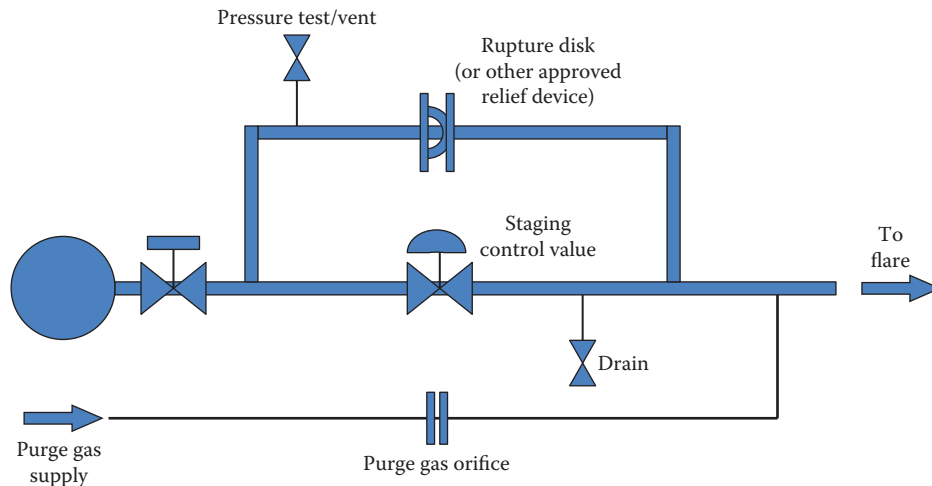 Pressure test/vent
Rupture disk
(or other approved
relief device)
Staging
control value
To
flare
Drain
Purge gas
supply
Purge gas orifice